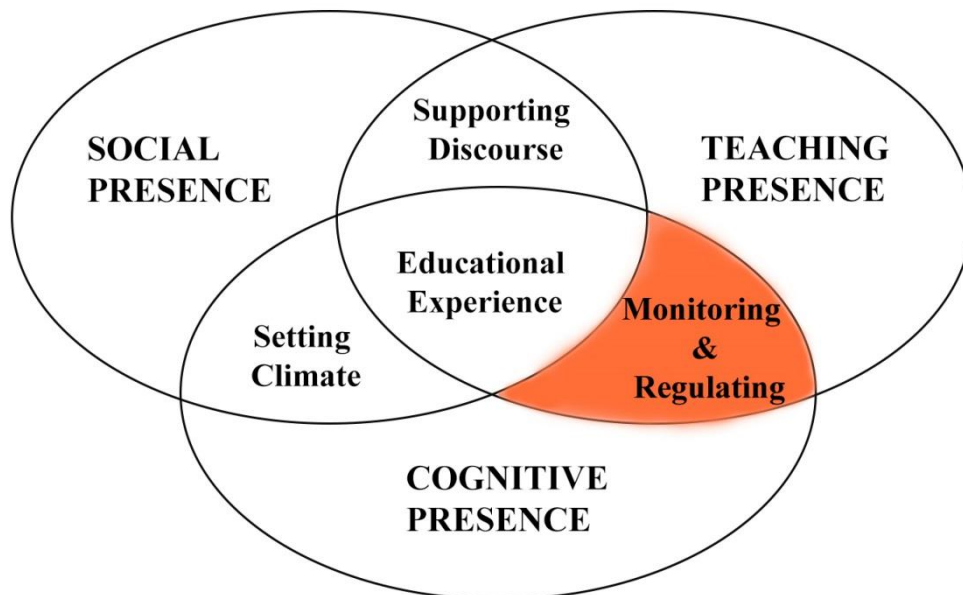 Supporting
Discourse
SOCIAL
PRESENCE
TEACHING
PRESENCE
Educational
Experience
Setting
Climate
Monitoring
&
Regulating
COGNITIVE
PRESENCE